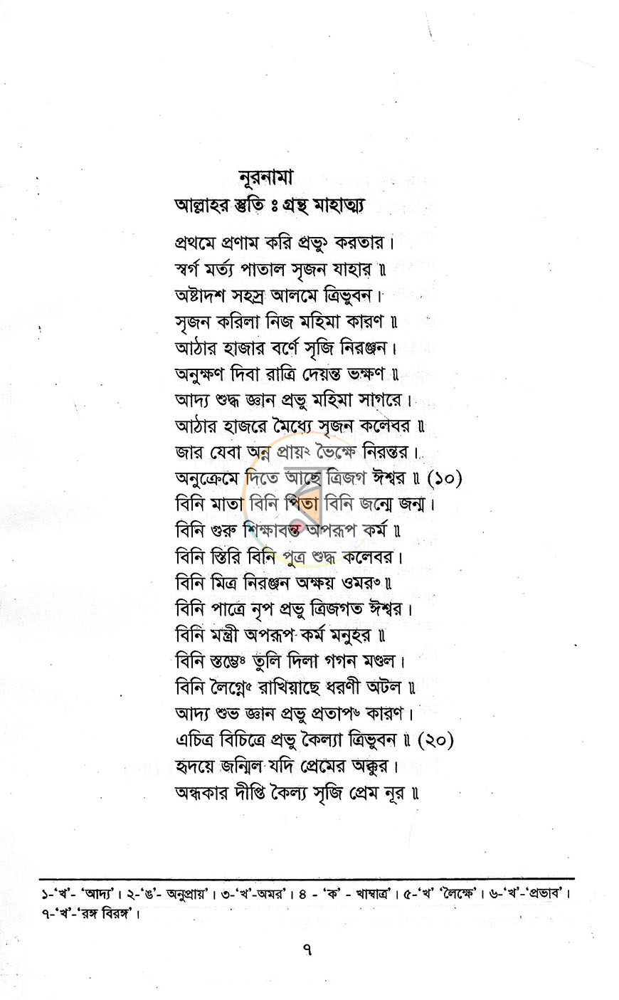 নূরনামা
আল্লাহর স্তুতি ঃ গ্রন্থ মাহাত্ম্য
প্রথমে প্রণাম করি প্রভু১ করতার।
স্বর্গ মর্ত্য পাতাল সৃজন যাহার॥
অষ্টাদশ সহস্র আলমে ত্রিভুবন।
সৃজন করিলা নিজ মহিমা কারণ॥
আঠার হাজার বর্ণে সৃজি নিরঞ্জন।
অনুক্ষণ দিবা রাত্রি দেয়ন্ত ভক্ষণ॥
আদ্য শুদ্ধ জ্ঞান প্রভু মহিমা সাগরে।
আঠার হাজরে মৈধ্যে সৃজন কলেবর॥
জার যেবা অন্ন প্রায়২ ভৈক্ষে নিরন্তর।
অনুক্রেমে দিতে আছে ত্রিজগ ঈশ্বর॥ (১০)
বিনি মাতা বিনি পিতা বিনি জন্মে জন্ম।
বিনি গুরু শিক্ষাবন্ত অপরূপ কর্ম॥
বিনি স্তিরি বিনি পুত্র শুদ্ধ কলেবর।
বিনি মিত্র নিরঞ্জন অক্ষয় ওমর৩॥
বিনি পাত্রে নৃপ প্রভু ত্রিজগত ঈশ্বর।
বিনি মন্ত্রী অপরূপ কর্ম মনুহর॥
বিনি স্তম্ভে৪ তুলি দিলা গগন মণ্ডল।
বিনি লৈগ্নে৫ রাখিয়াছে ধরণী অটল॥
আদ্য শুভ জ্ঞান প্রভু প্রতাপ৬ কারণ।
এচিত্র বিচিত্রে প্রভু কৈল্যা ত্রিভুবন॥ (২০)
হৃদয়ে জন্মিল যদি প্রেমের অঙ্কুর।
অন্ধকার দীপ্তি কৈল্য সৃজি প্রেম নূর॥
১-‘খ’- ‘আদ্য’। ২-‘ঙ’- অনুপ্রায়’। ৩-‘খ’-অমর’। ৪ - ‘ক’ - খাম্বাত্র’। ৫-‘খ’ ‘লৈক্ষে’। ৬-‘খ’-‘প্রভাব’।
৭-‘খ’-‘রঙ্গ বিরঙ্গ’।
৭